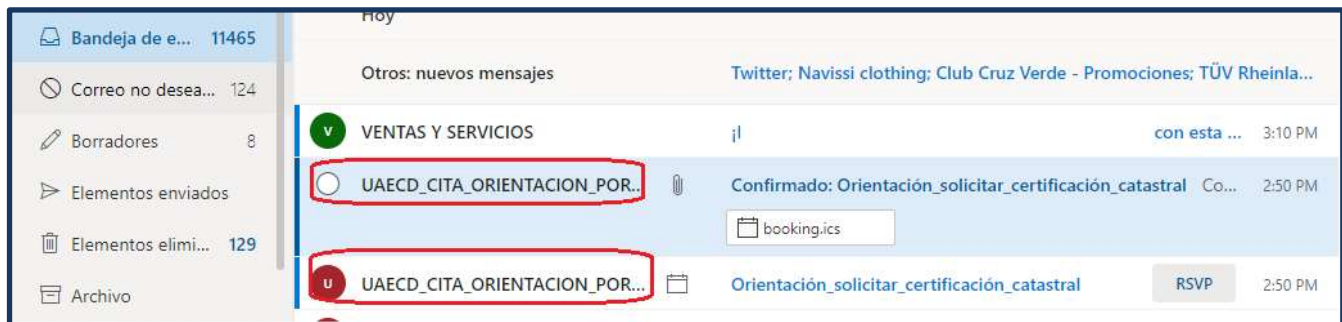 Hoy
Bandeja de e... 11465
Otros: nuevos mensajes Twitter; Navissi clothing; Club Cruz Verde - Promociones; TÜV Rheinla...
Correo no desea... 124
V VENTAS Y SERVICIOS ¡I con esta ... 3:10 PM
Borradores 8
UAECD_CITA_ORIENTACION_POR... Confirmado: Orientación_solicitar_certificación_catastral Co... 2:50 PM
Elementos enviados
booking.ics
Elementos elimi... 129
U UAECD_CITA_ORIENTACION_POR... Orientación_solicitar_certificación_catastral RSVP 2:50 PM
Archivo